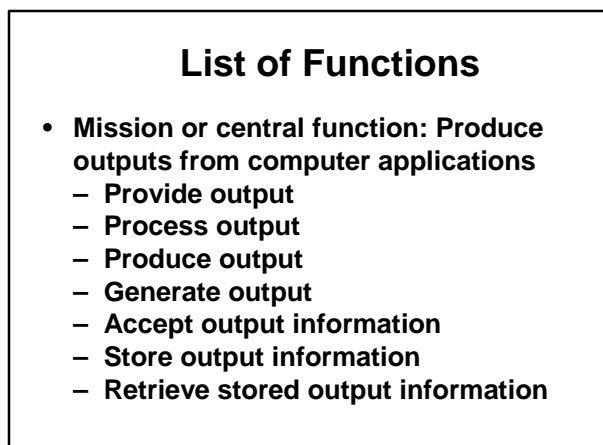 List of Functions
• Mission or central function: Produce
outputs from computer applications
– Provide output
– Process output
– Produce output
– Generate output
– Accept output information
– Store output information
– Retrieve stored output information